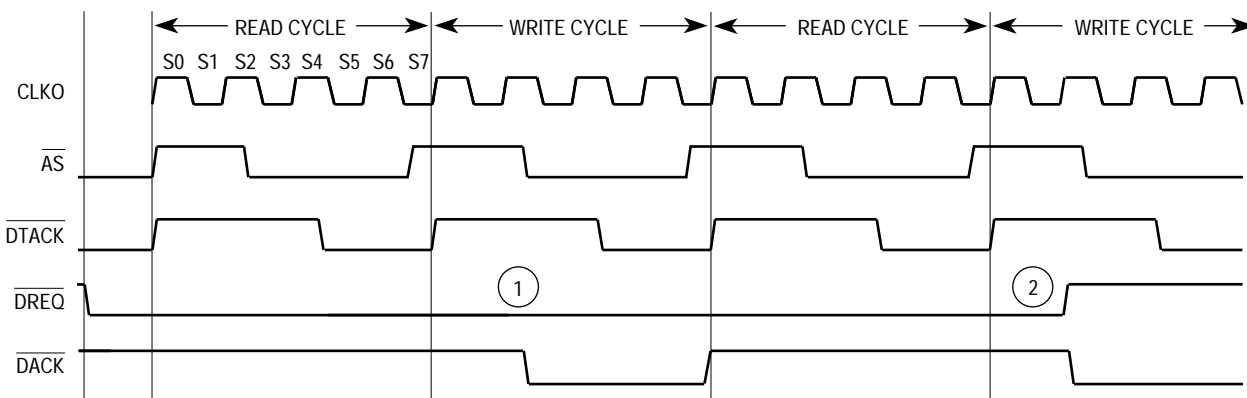 READ CYCLE WRITE CYCLE READ CYCLE WRITE CYCLE
S0 S1 S2 S3 S4 S5 S6 S7
CLKO
AS
DTACK
1 2
DREQ
DACK